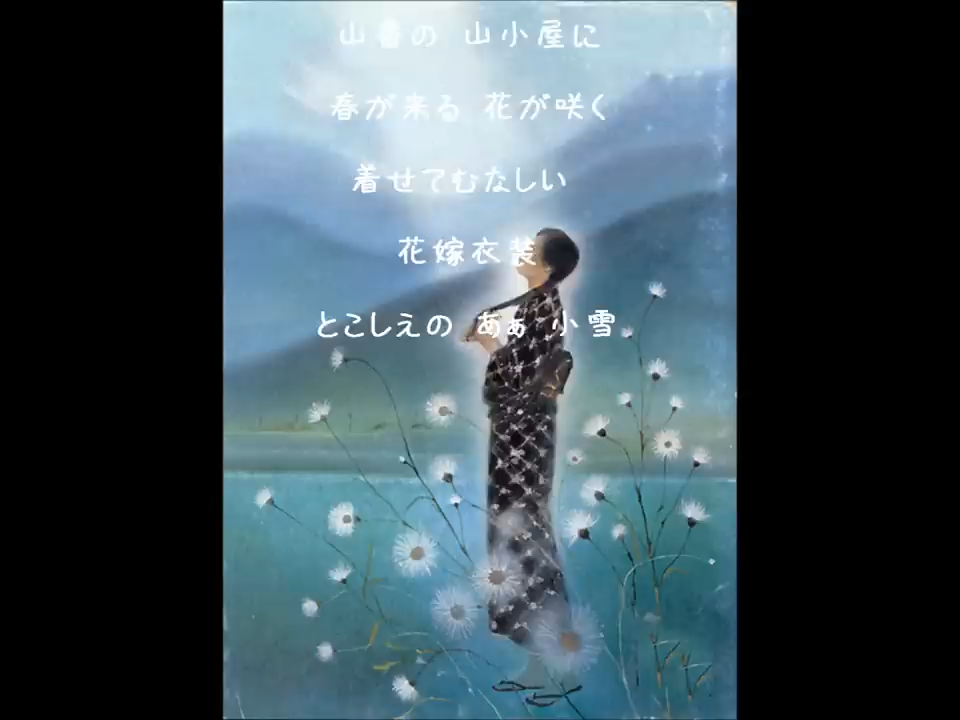 山番の 山小屋に
春が来る 花が咲く
着せてむなしい
花嫁衣装
とこしえの あぁ 小雪